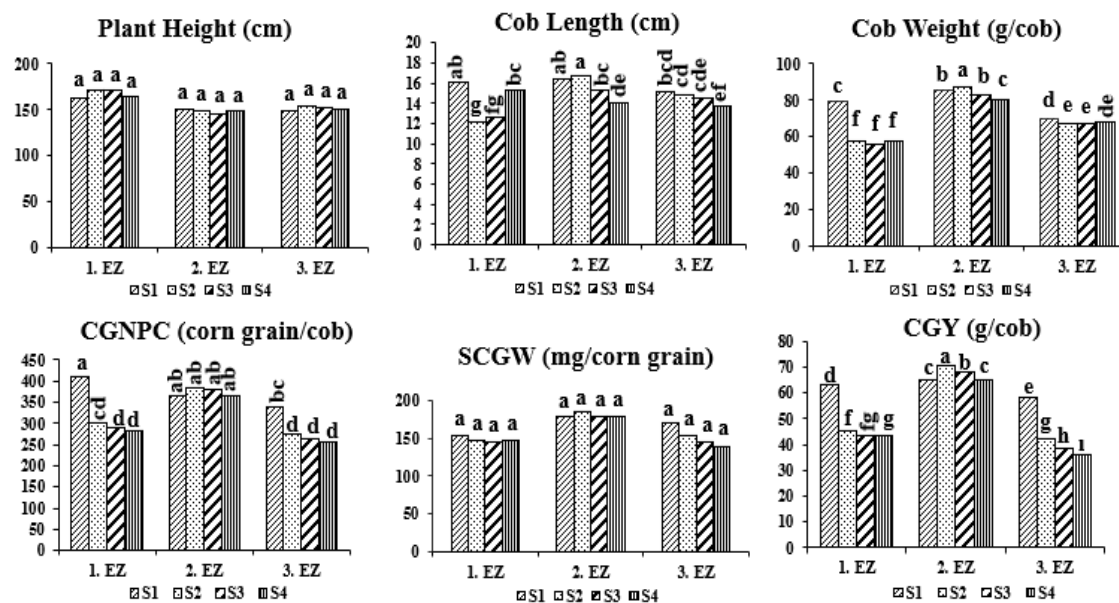 Plant Height (cm)
200
150
100
50
0
a a a a a a a a a a a a
1. EZ 2. EZ 3. EZ
S1 S2 S3 S4
Cob Length (cm)
20
18
16
14
12
10
8
6
4
2
0
ab g fg bc ab a bc de bcd cd cde ef
1. EZ 2. EZ 3. EZ
S1 S2 S3 S4
Cob Weight (g/cob)
100
80
60
40
20
0
c f f f b a b c d e e de
1. EZ 2. EZ 3. EZ
S1 S2 S3 S4
CGNPC (corn grain/cob)
450
400
350
300
250
200
150
100
50
0
a cd d d ab ab ab ab bc d d d
1. EZ 2. EZ 3. EZ
S1 S2 S3 S4
SCGW (mg/corn grain)
200
150
100
50
0
a a a a a a a a a a a a
1. EZ 2. EZ 3. EZ
S1 S2 S3 S4
CGY (g/cob)
80
70
60
50
40
30
20
10
0
d f fg g c a b c e g h ı
1. EZ 2. EZ 3. EZ
S1 S2 S3 S4